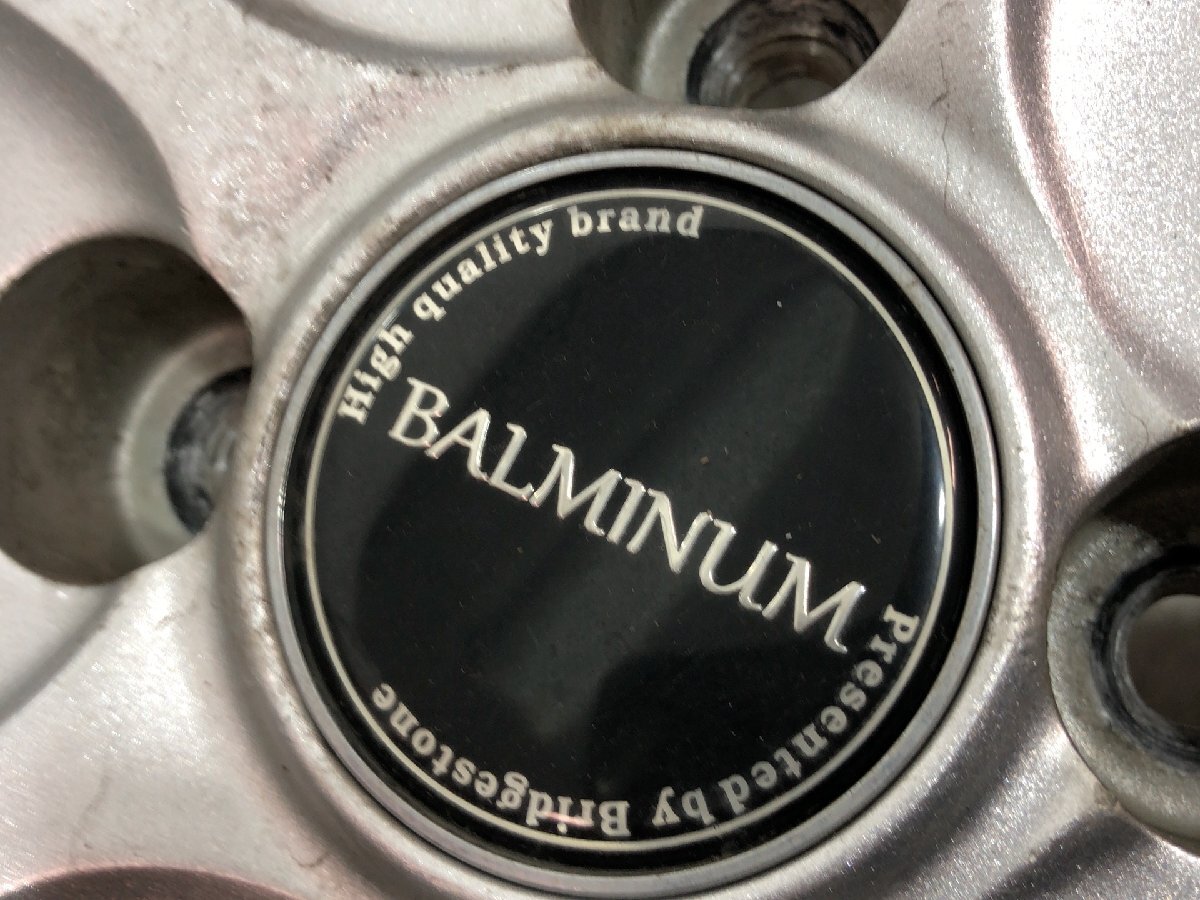 High quality brand
BALMINUM
Presented by Bridgestone